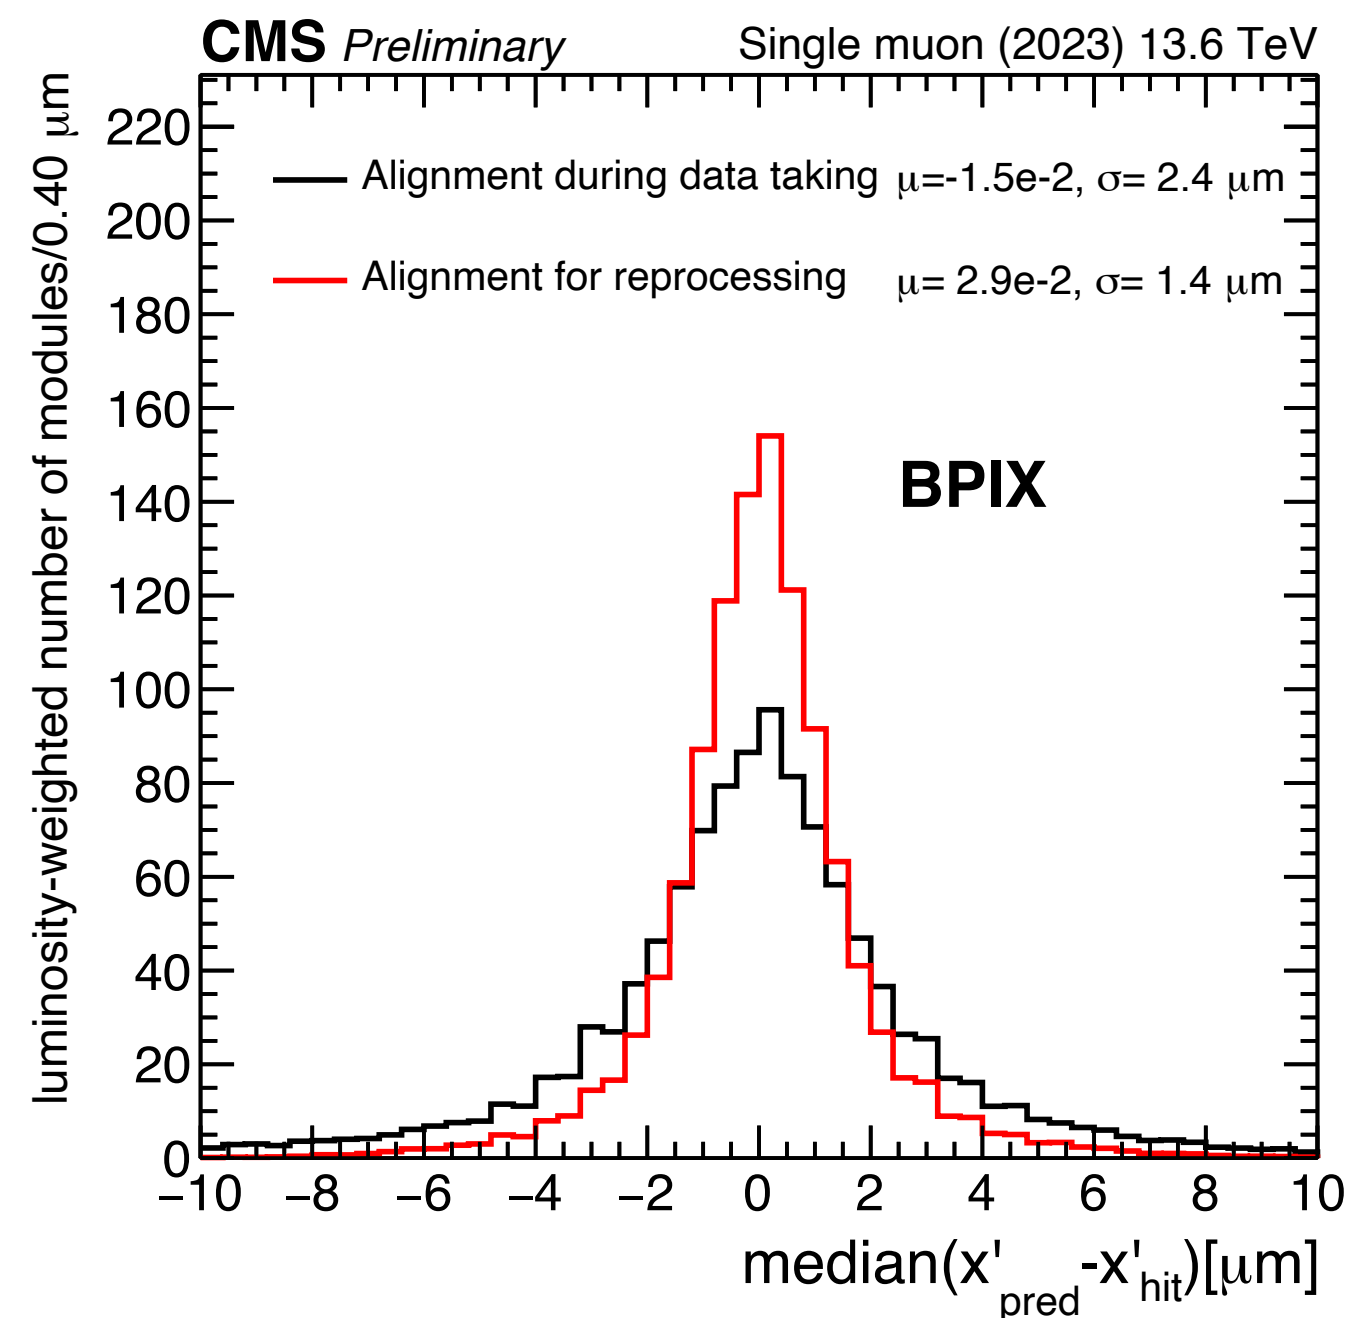 CMS Preliminary Single muon (2023) 13.6 TeV
luminosity-weighted number of modules/0.40 μm
220
200
180
160
140
120
100
80
60
40
20
0
Alignment during data taking μ=-1.5e-2, σ= 2.4 μm
Alignment for reprocessing μ= 2.9e-2, σ= 1.4 μm
BPIX
−10 −8 −6 −4 −2 0 2 4 6 8 10
median(x'pred-x'hit)[μm]